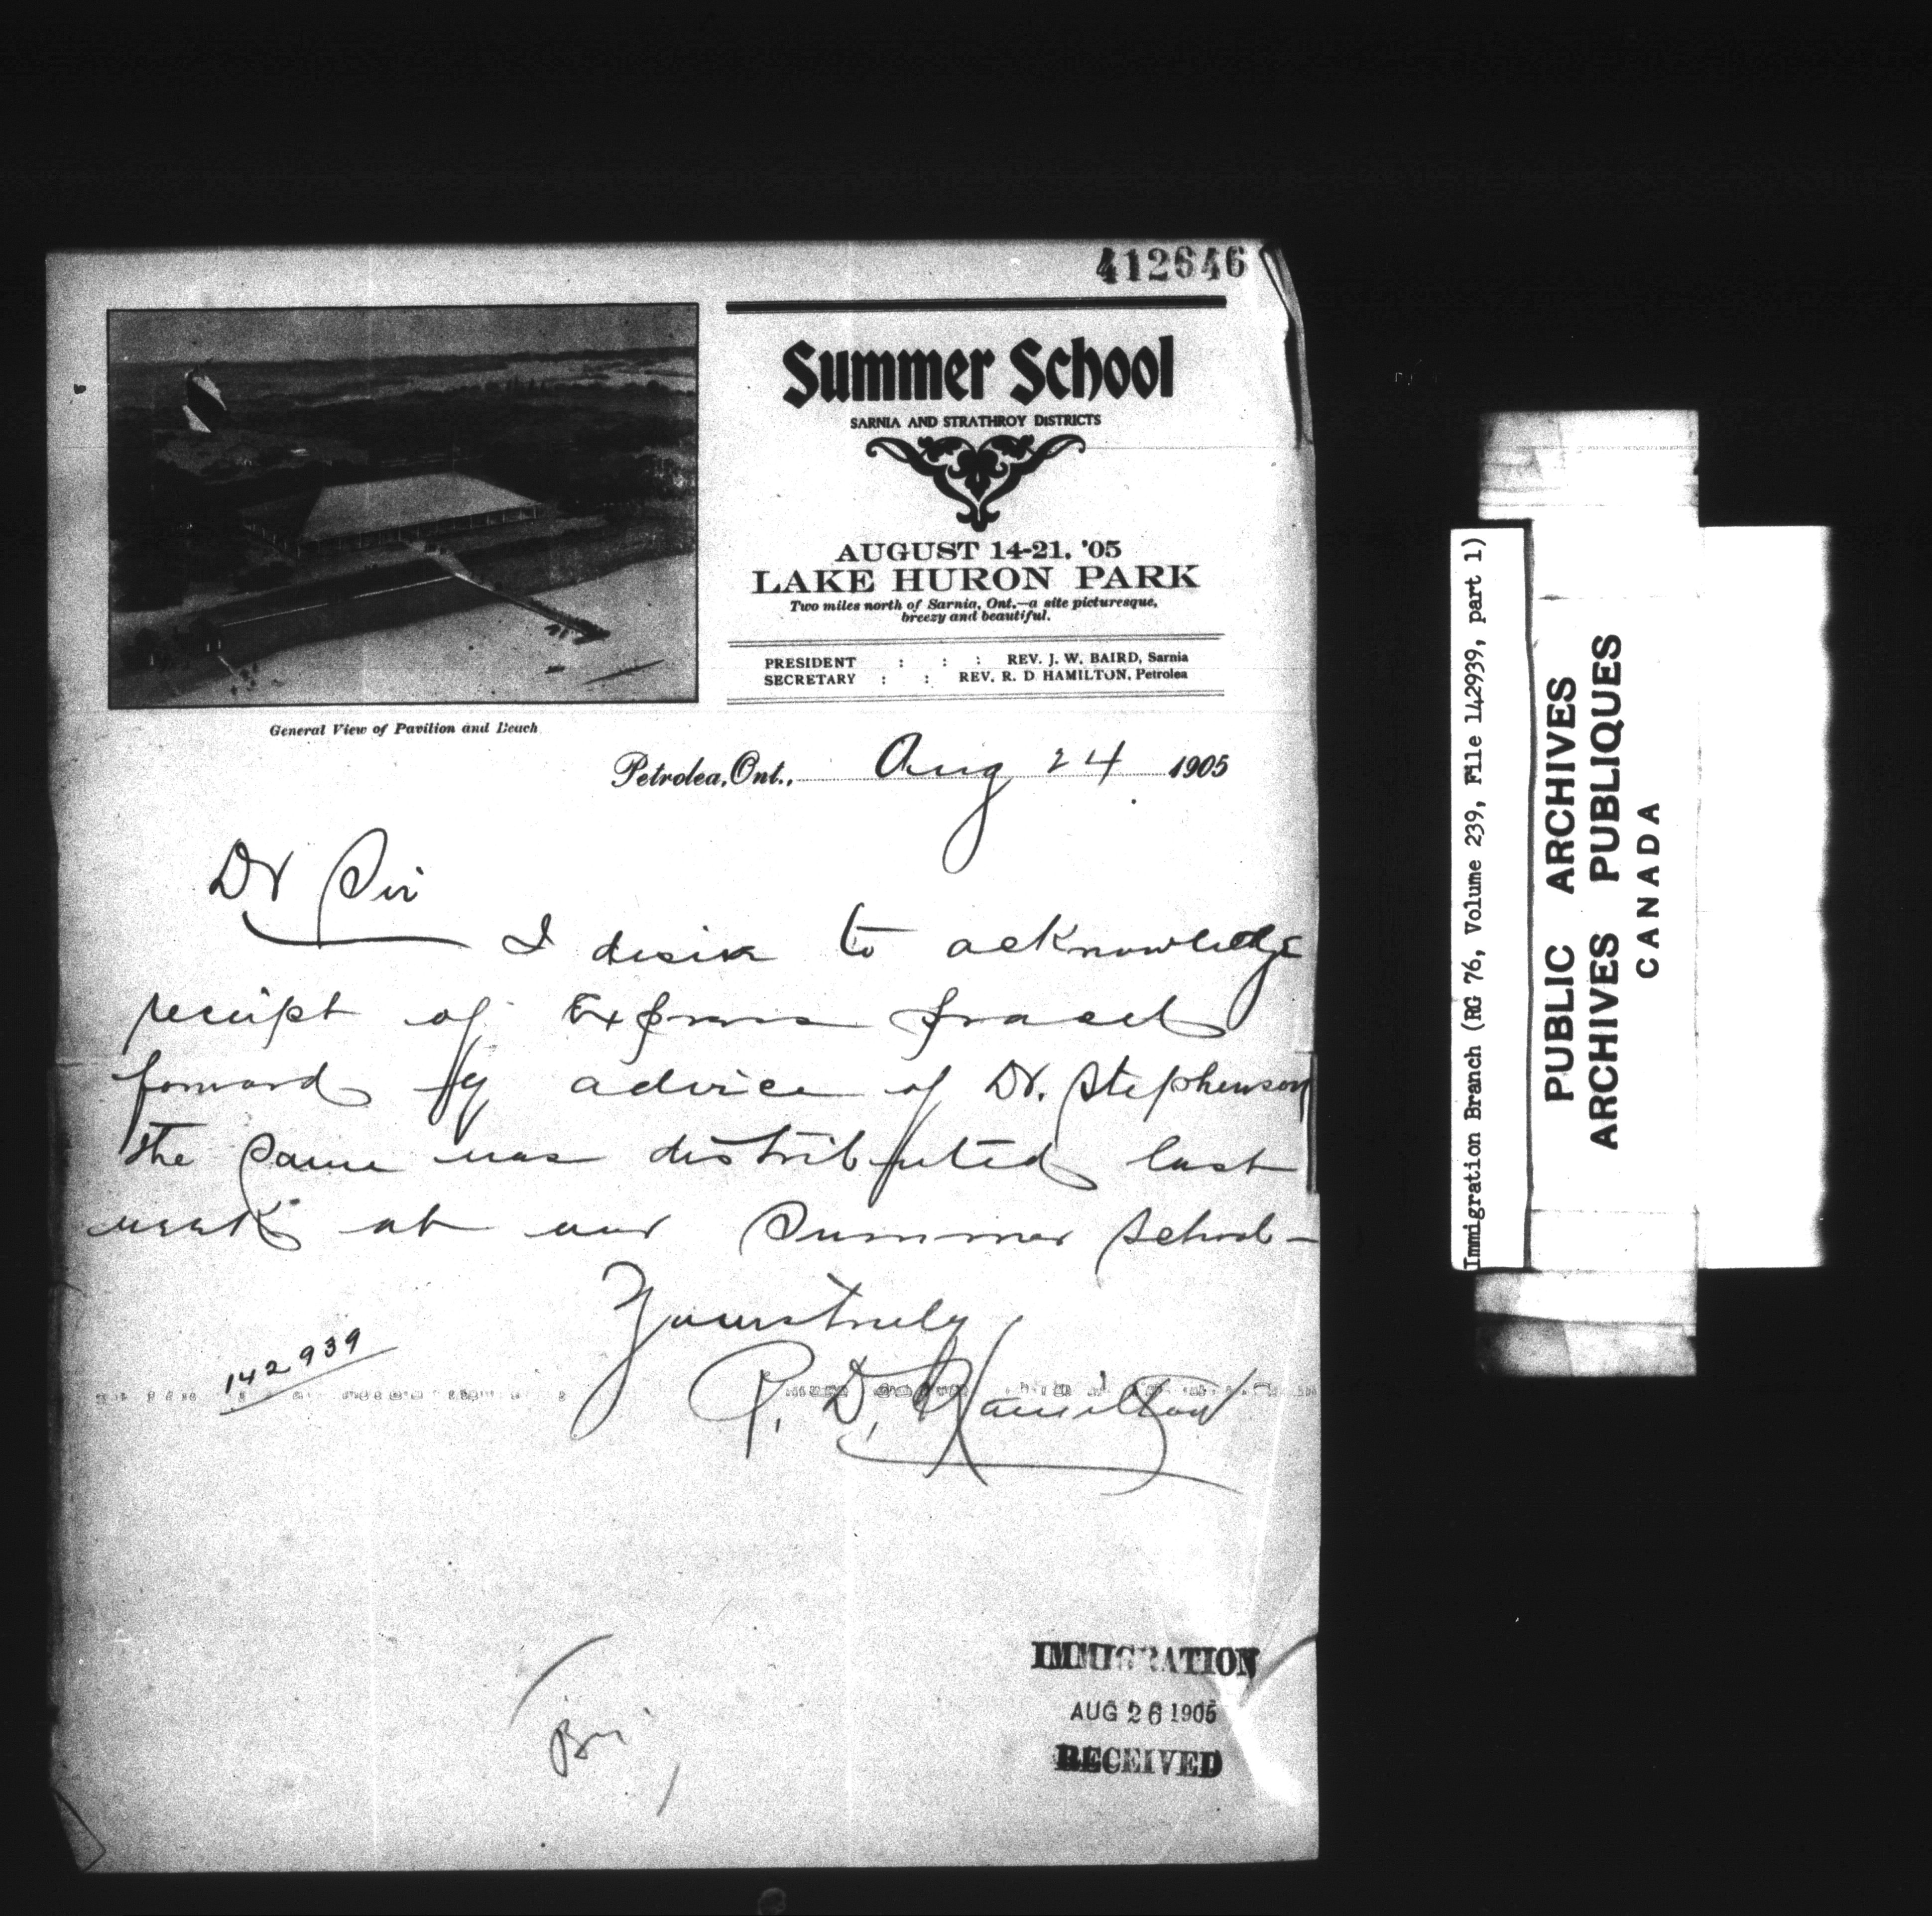 412646
Summer School
SARNIA AND STRATHROY DISTRICTS
AUGUST 14-21, '05
LAKE HURON PARK
Two miles north of Sarnia, Ont.—a site picturesque,
breezy and beautiful.
PRESIDENT : : : REV. J. W. BAIRD, Sarnia
SECRETARY : : REV. R. D. HAMILTON, Petrolea
General View of Pavilion and Beach
Petrolea, Ont., Aug 24 1905
Dr Sir
I desire to acknowledge
receipt of Express parcel
forward by advice of Dr. Stephenson
the same was distributed last
week at our Summer School —
Yours truly
R. D. Hamilton
142939
IMMIGRATION
AUG 26 1905
RECEIVED
Immigration Branch (RG 76, Volume 239, File 142939, part 1)
PUBLIC ARCHIVES
ARCHIVES PUBLIQUES
CANADA